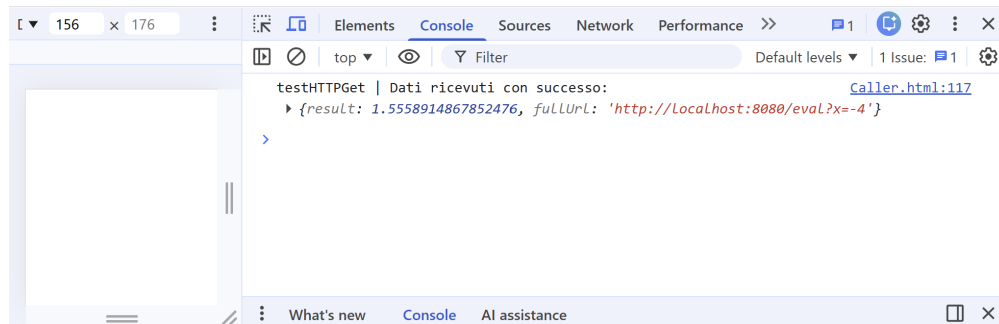 156 × 176
Elements Console Sources Network Performance 1
top Filter Default levels 1 Issue: 1
testHTTPGet | Dati ricevuti con successo: Caller.html:117
{result: 1.5558914867852476, fullUrl: 'http://localhost:8080/eval?x=-4'}
What's new Console AI assistance